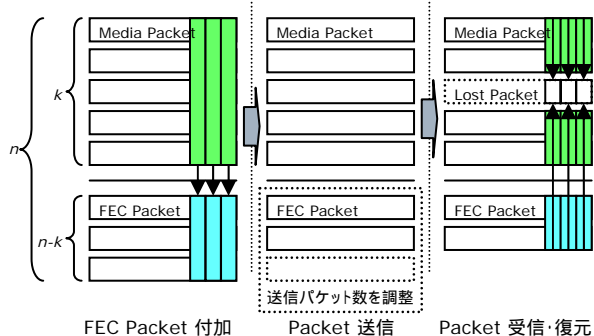 Media Packet
Media Packet
Media Packet
k
Lost Packet
n
FEC Packet
FEC Packet
FEC Packet
n-k
送信パケット数を調整
FEC Packet 付加
Packet 送信
Packet 受信・復元